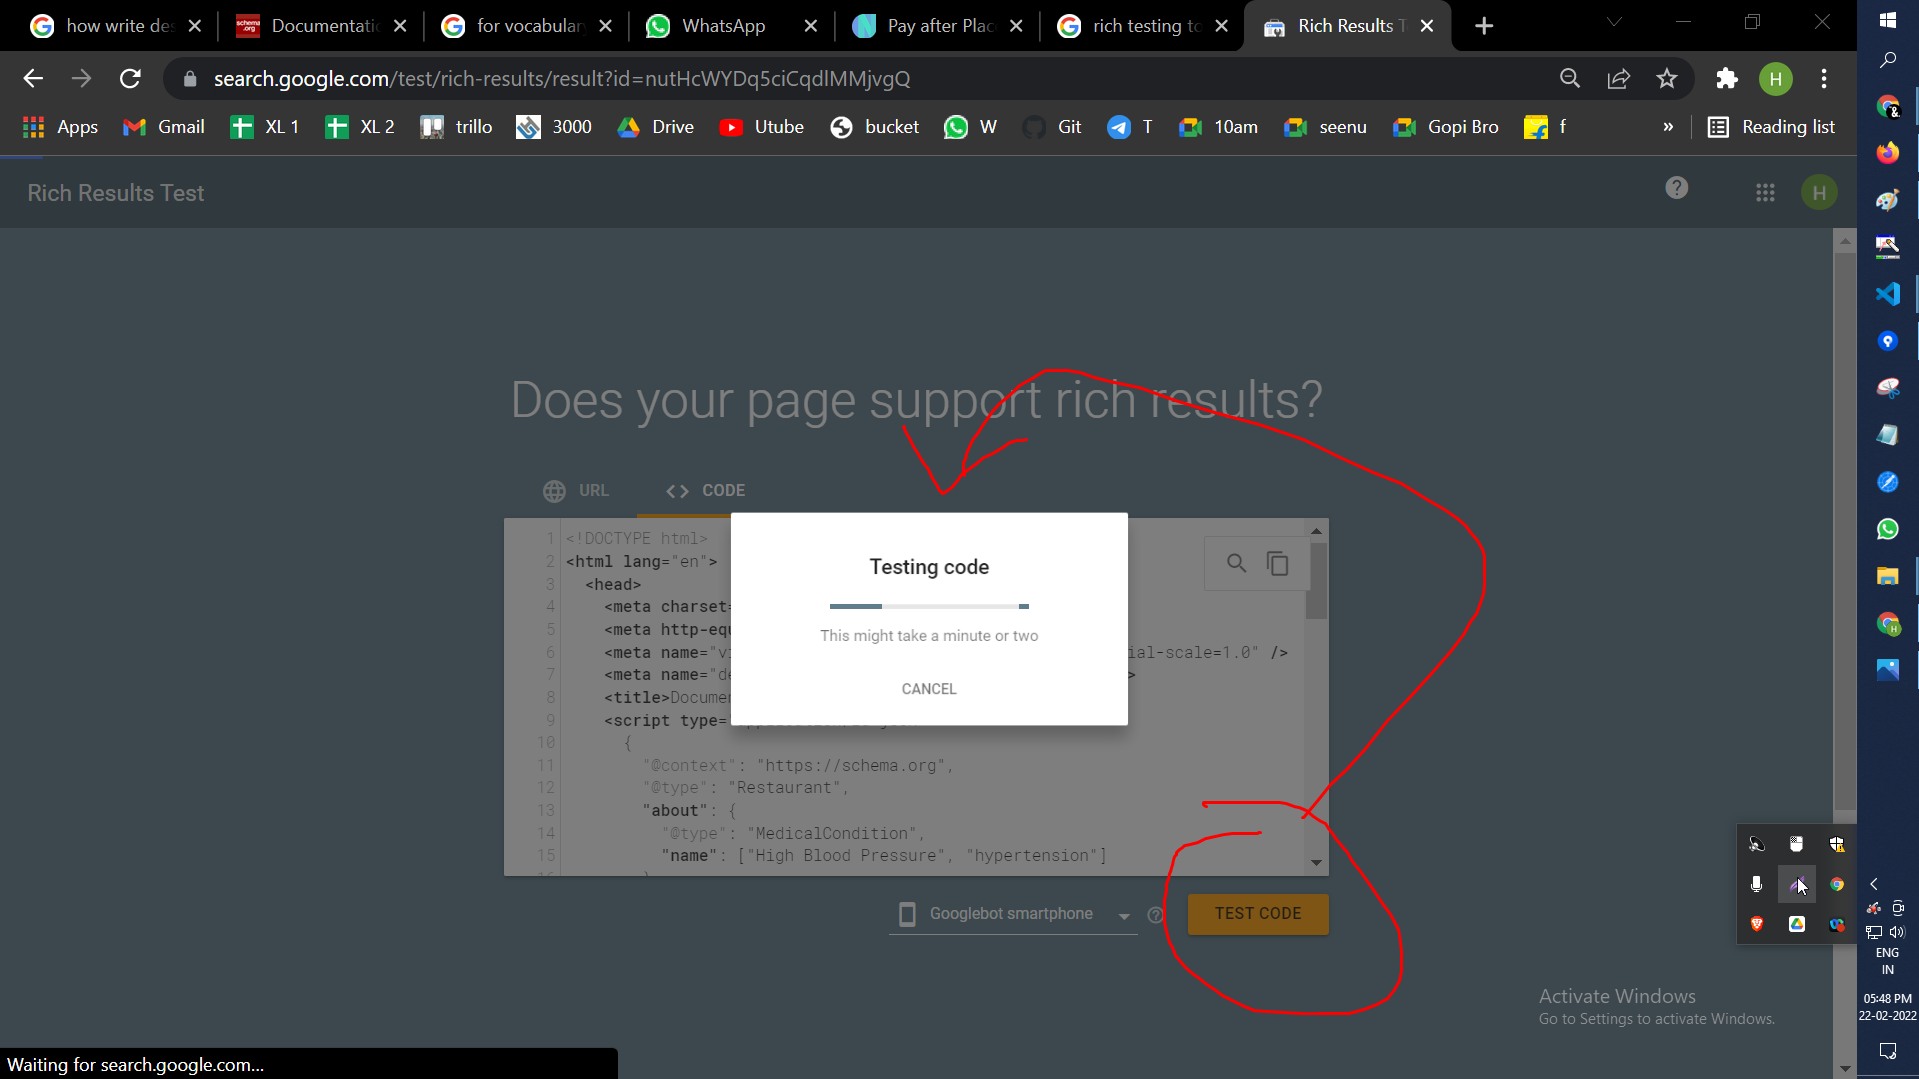 how write des
Documentati
for vocabular
WhatsApp
Pay after Plac
rich testing to
Rich Results T
search.google.com/test/rich-results/result?id=nutHcWYDq5ciCqdlMMjvgQ
H
Apps
Gmail
XL 1
XL 2
trillo
3000
Drive
Utube
bucket
W
Git
T
10am
seenu
Gopi Bro
f
»
Reading list
Rich Results Test
H
Does your page support rich results?
URL
<> CODE
1 <!DOCTYPE html>
2 <html lang="en">
3 <head>
4 <meta charset=
5 <meta http-equ
6 <meta name="v ial-scale=1.0" />
7 <meta name="de >
8 <title>Documen
9 <script type=
10 {
11 "@context": "https://schema.org",
12 "@type": "Restaurant",
13 "about": {
14 "@type": "MedicalCondition",
15 "name": ["High Blood Pressure", "hypertension"]
Testing code
This might take a minute or two
CANCEL
Googlebot smartphone
TEST CODE
Activate Windows
Go to Settings to activate Windows.
ENG
IN
05:48 PM
22-02-2022
Waiting for search.google.com...